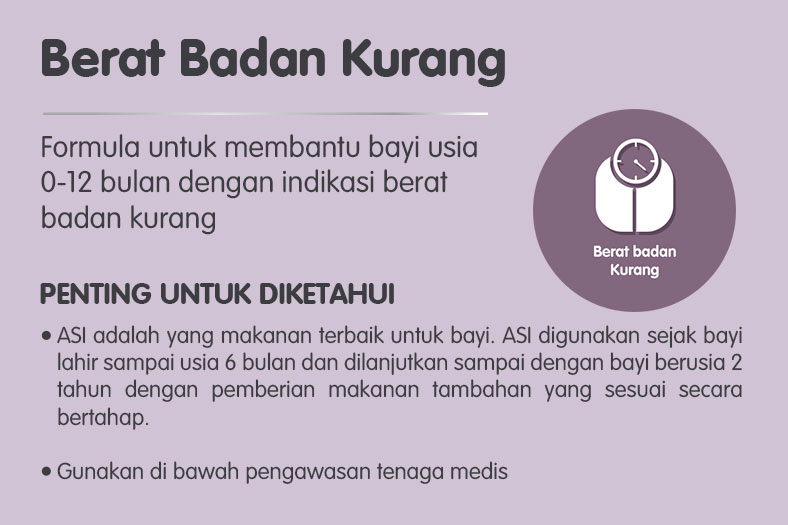 Berat Badan Kurang
Formula untuk membantu bayi usia
0-12 bulan dengan indikasi berat
badan kurang
Berat badan
Kurang
PENTING UNTUK DIKETAHUI
• ASI adalah yang makanan terbaik untuk bayi. ASI digunakan sejak bayi
lahir sampai usia 6 bulan dan dilanjutkan sampai dengan bayi berusia 2
tahun dengan pemberian makanan tambahan yang sesuai secara
bertahap.
• Gunakan di bawah pengawasan tenaga medis